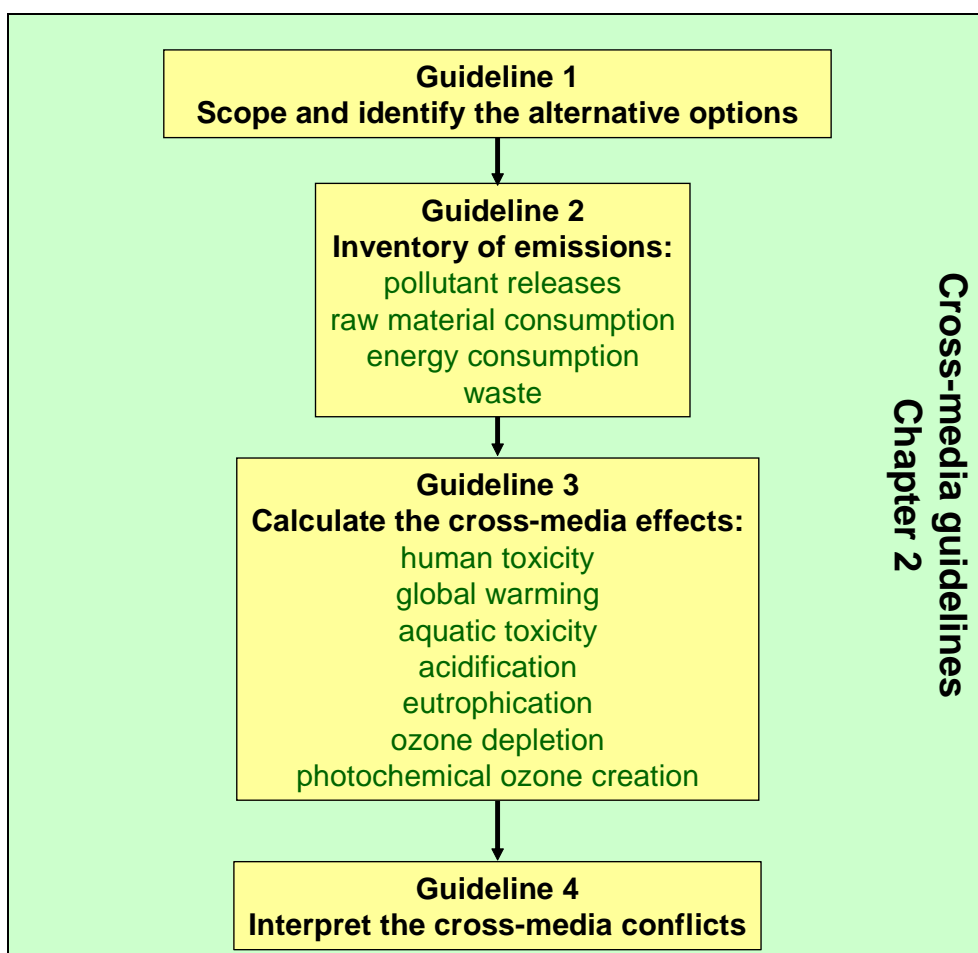 Guideline 1
Scope and identify the alternative options
Guideline 2
Inventory of emissions:
pollutant releases
raw material consumption
energy consumption
waste
Guideline 3
Calculate the cross-media effects:
human toxicity
global warming
aquatic toxicity
acidification
eutrophication
ozone depletion
photochemical ozone creation
Guideline 4
Interpret the cross-media conflicts
Cross-media guidelines
Chapter 2